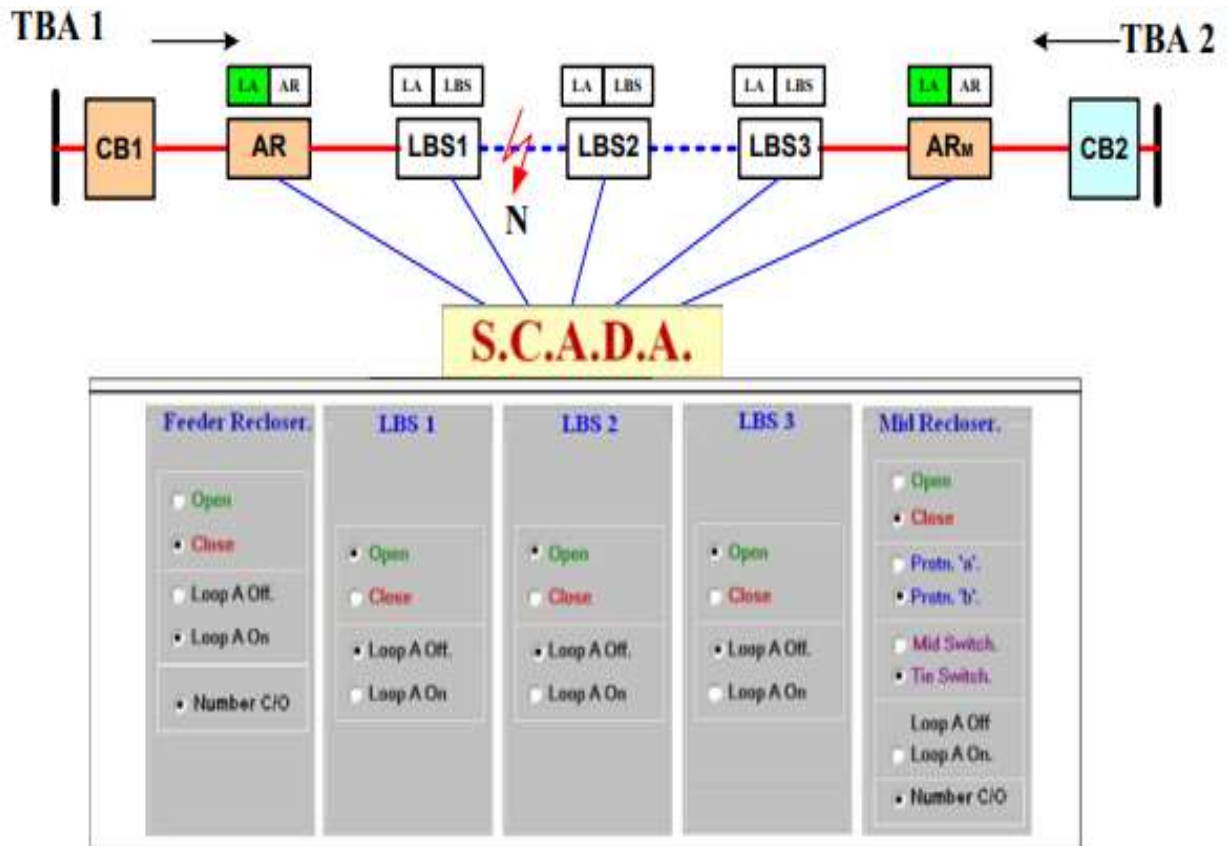 TBA 1
TBA 2
LA AR
LA LBS
LA LBS
LA LBS
LA AR
CB1
AR
LBS1
LBS2
LBS3
ARM
CB2
N
S.C.A.D.A.
Feeder Recloser.
Open
Close
Loop A Off.
Loop A On
Number C/O
LBS 1
Open
Close
Loop A Off.
Loop A On
LBS 2
Open
Close
Loop A Off.
Loop A On
LBS 3
Open
Close
Loop A Off.
Loop A On
Mid Recloser.
Open
Close
Protn. 'a'.
Protn. 'b'.
Mid Switch.
Tie Switch.
Loop A Off
Loop A On.
Number C/O